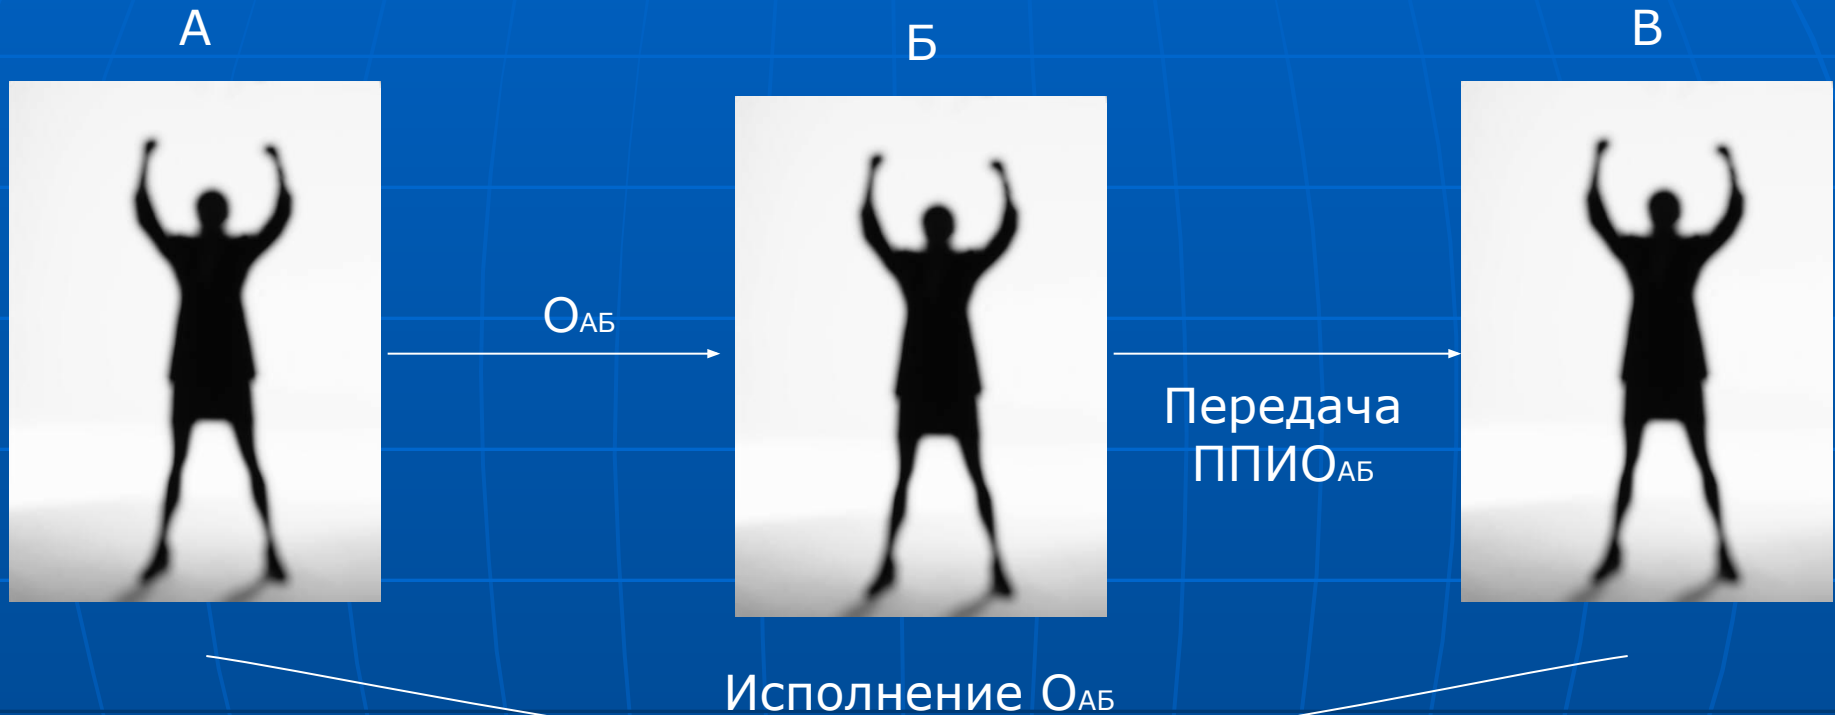 А
Б
В
ОАБ
Передача
ППИОАБ
Исполнение ОАБ